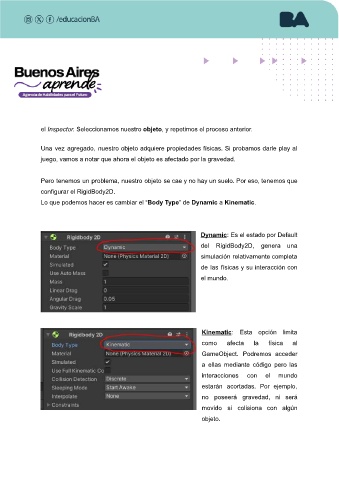 /educacionBA
BA
Buenos Aires
aprende
Agencia de Habilidades para el Futuro
el Inspector. Seleccionamos nuestro objeto, y repetimos el proceso anterior.
Una vez agregado, nuestro objeto adquiere propiedades físicas. Si probamos darle play al
juego, vamos a notar que ahora el objeto es afectado por la gravedad.
Pero tenemos un problema, nuestro objeto se cae y no hay un suelo. Por eso, tenemos que
configurar el RigidBody2D.
Lo que podemos hacer es cambiar el "Body Type" de Dynamic a Kinematic.
Rigidbody 2D
Body Type Dynamic
Material None (Physics Material 2D)
Simulated
Use Auto Mass
Mass 1
Linear Drag 0
Angular Drag 0.05
Gravity Scale 1
Dynamic: Es el estado por Default
del RigidBody2D, genera una
simulación relativamente completa
de las físicas y su interacción con
el mundo.
Rigidbody 2D
Body Type Kinematic
Material None (Physics Material 2D)
Simulated
Use Full Kinematic Co
Collision Detection Discrete
Sleeping Mode Start Awake
Interpolate None
Constraints
Kinematic: Esta opción limita
como afecta la física al
GameObject. Podremos acceder
a ellas mediante código pero las
interacciones con el mundo
estarán acortadas. Por ejemplo,
no poseerá gravedad, ni será
movido si colisiona con algún
objeto.